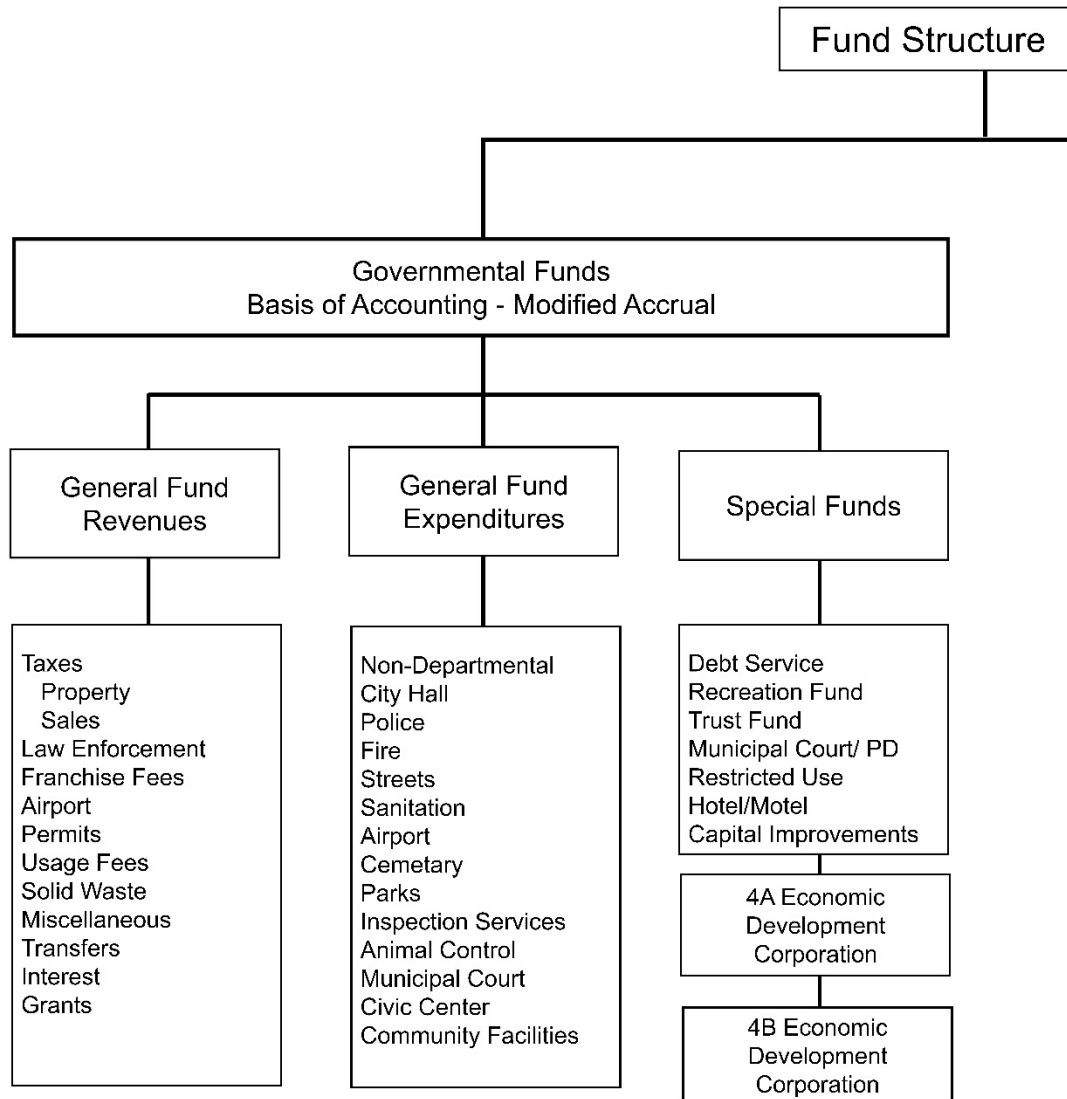 Fund Structure
Governmental Funds
Basis of Accounting - Modified Accrual
General Fund
Revenues
General Fund
Expenditures
Special Funds
Taxes
Property
Sales
Law Enforcement
Franchise Fees
Airport
Permits
Usage Fees
Solid Waste
Miscellaneous
Transfers
Interest
Grants
Non-Departmental
City Hall
Police
Fire
Streets
Sanitation
Airport
Cemetary
Parks
Inspection Services
Animal Control
Municipal Court
Civic Center
Community Facilities
Debt Service
Recreation Fund
Trust Fund
Municipal Court/ PD
Restricted Use
Hotel/Motel
Capital Improvements
4A Economic
Development
Corporation
4B Economic
Development
Corporation